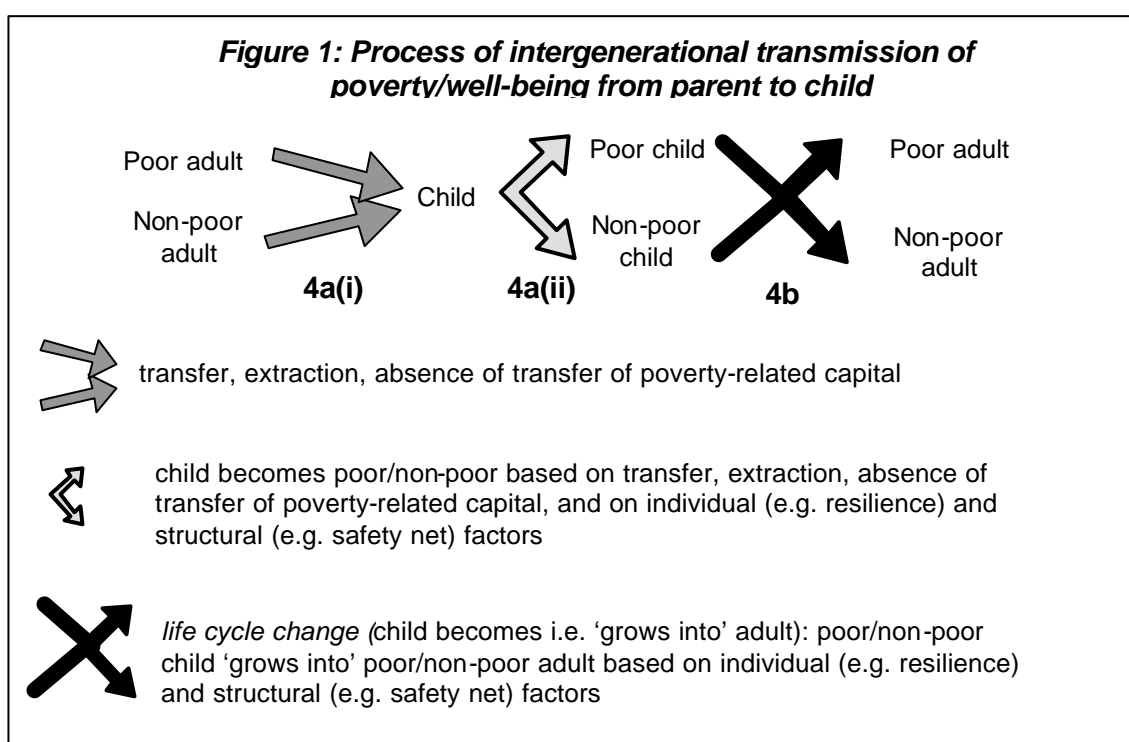 Figure 1: Process of intergenerational transmission of
poverty/well-being from parent to child
Poor adult
Non-poor
adult
Child
Poor child
Non-poor
child
Poor adult
Non-poor
adult
4a(i)
4a(ii)
4b
transfer, extraction, absence of transfer of poverty-related capital
child becomes poor/non-poor based on transfer, extraction, absence of
transfer of poverty-related capital, and on individual (e.g. resilience) and
structural (e.g. safety net) factors
life cycle change (child becomes i.e. ‘grows into’ adult): poor/non-poor
child ‘grows into’ poor/non-poor adult based on individual (e.g. resilience)
and structural (e.g. safety net) factors